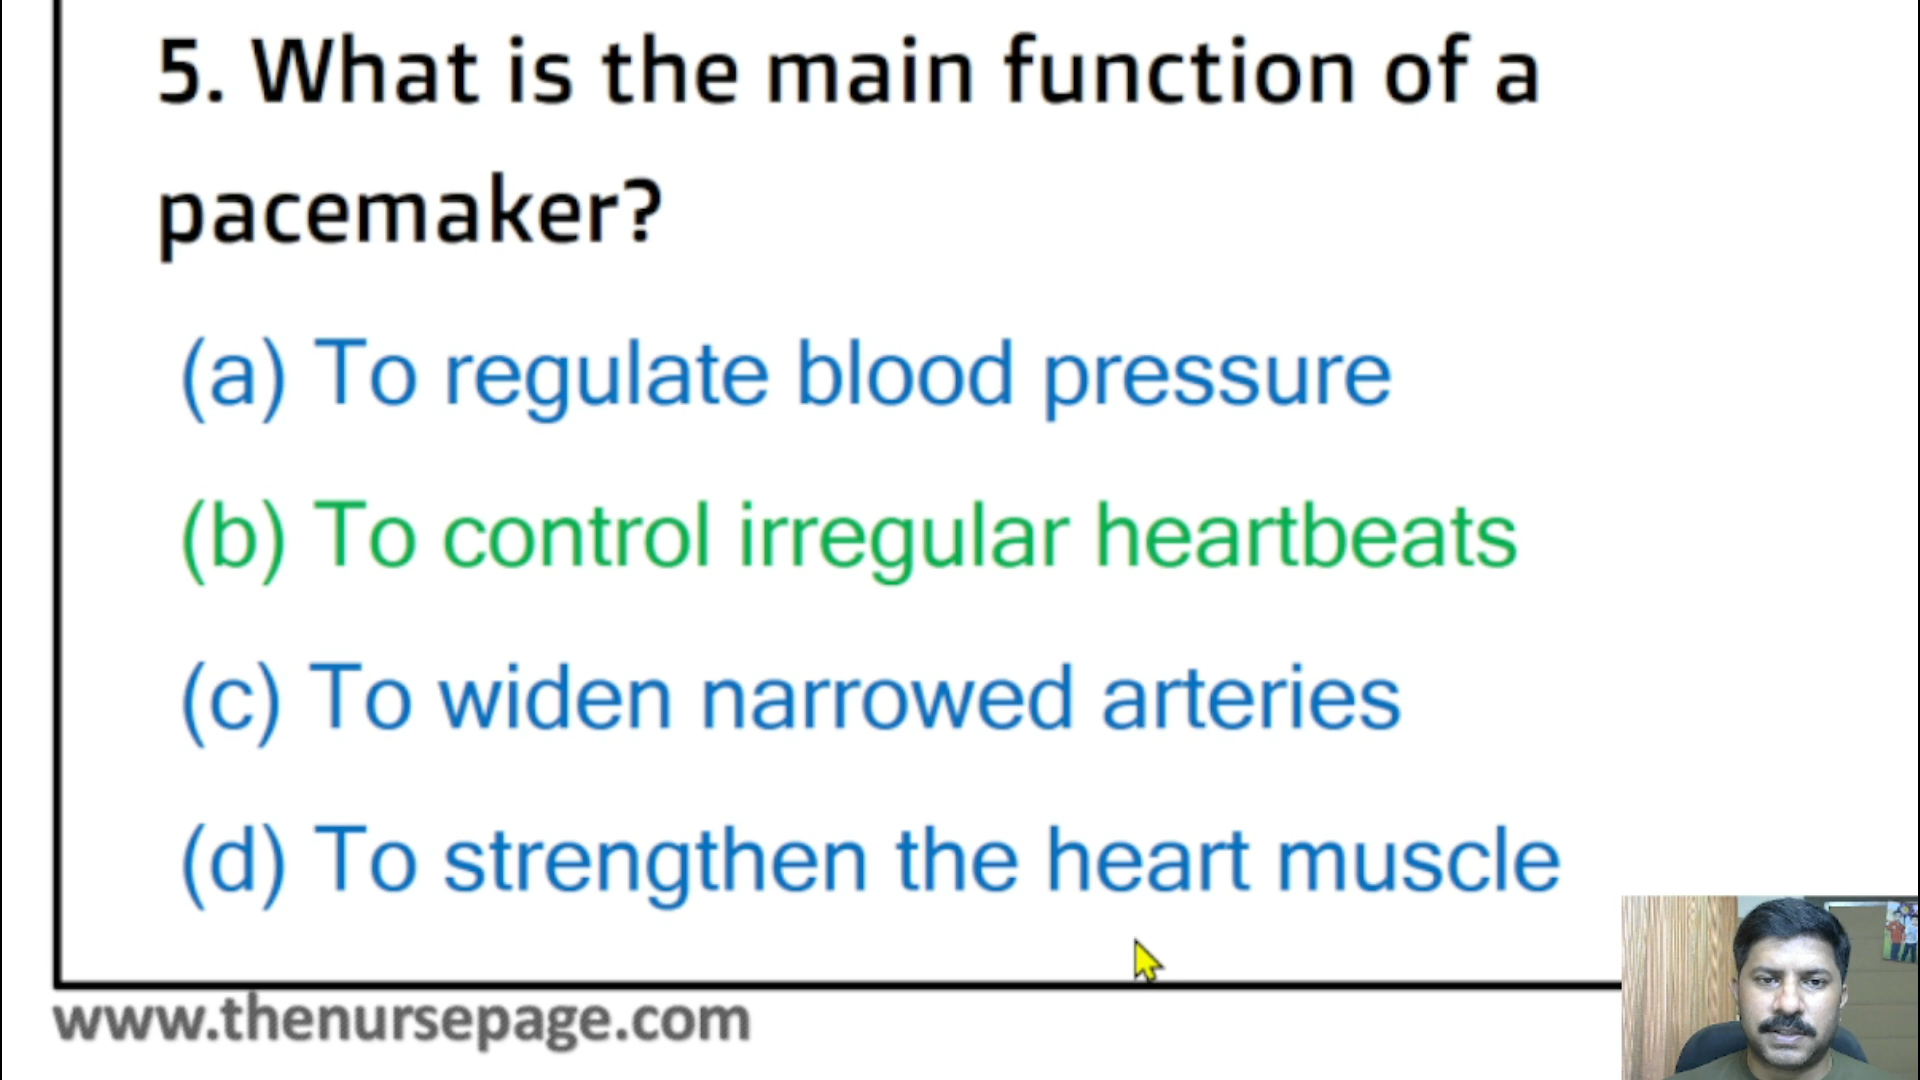 5. What is the main function of a
pacemaker?
(a) To regulate blood pressure
(b) To control irregular heartbeats
(c) To widen narrowed arteries
(d) To strengthen the heart muscle
www.thenursepage.com